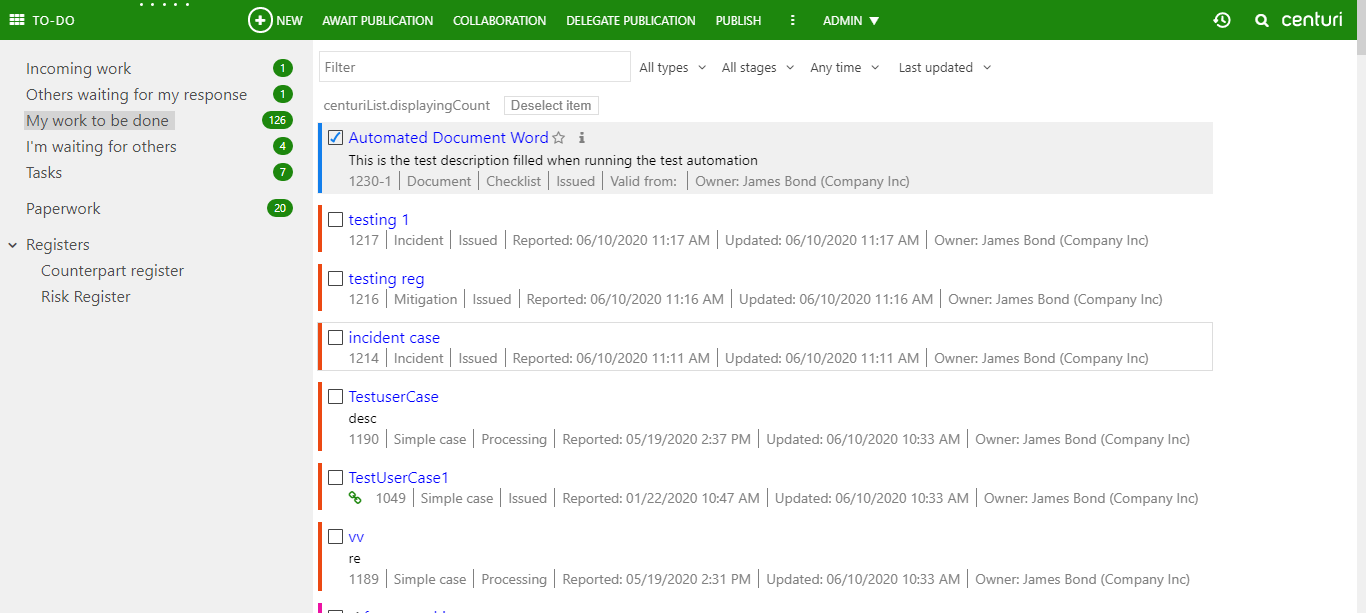 TO-DO NEW AWAIT PUBLICATION COLLABORATION DELEGATE PUBLICATION PUBLISH ADMIN centuri
Incoming work 1
Others waiting for my response 1
My work to be done 126
I'm waiting for others 4
Tasks 7
Paperwork 20
Registers
Counterpart register
Risk Register
Filter All types All stages Any time Last updated
centuriList.displayingCount Deselect item
Automated Document Word
This is the test description filled when running the test automation
1230-1 Document Checklist Issued Valid from: Owner: James Bond (Company Inc)
testing 1
1217 Incident Issued Reported: 06/10/2020 11:17 AM Updated: 06/10/2020 11:17 AM Owner: James Bond (Company Inc)
testing reg
1216 Mitigation Issued Reported: 06/10/2020 11:16 AM Updated: 06/10/2020 11:16 AM Owner: James Bond (Company Inc)
incident case
1214 Incident Issued Reported: 06/10/2020 11:11 AM Updated: 06/10/2020 11:11 AM Owner: James Bond (Company Inc)
TestuserCase
desc
1190 Simple case Processing Reported: 05/19/2020 2:37 PM Updated: 06/10/2020 10:33 AM Owner: James Bond (Company Inc)
TestUserCase1
1049 Simple case Issued Reported: 01/22/2020 10:47 AM Updated: 06/10/2020 10:33 AM Owner: James Bond (Company Inc)
vv
re
1189 Simple case Processing Reported: 05/19/2020 2:31 PM Updated: 06/10/2020 10:33 AM Owner: James Bond (Company Inc)